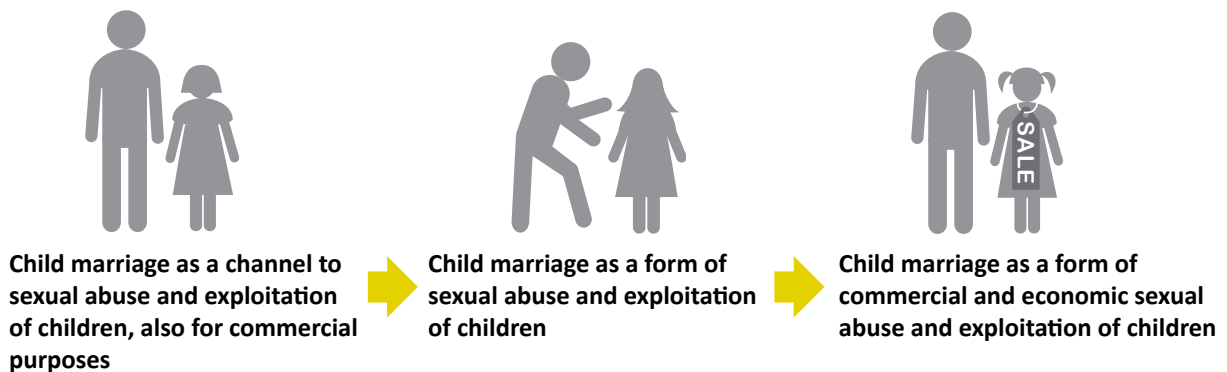 SALE
Child marriage as a channel to
sexual abuse and exploitation
of children, also for commercial
purposes
Child marriage as a form of
sexual abuse and exploitation
of children
Child marriage as a form of
commercial and economic sexual
abuse and exploitation of children